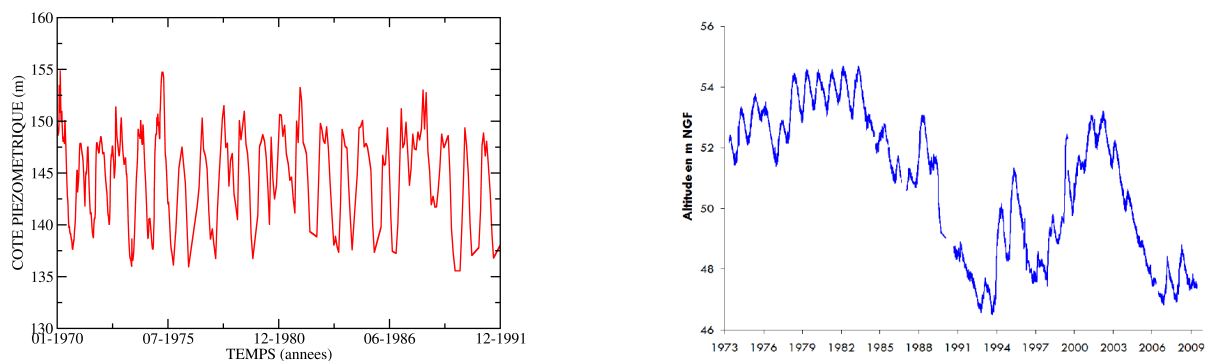 160
155
150
145
140
135
130
COTE PIEZOMETRIQUE (m)
01-1970 07-1975 12-1980 06-1986 12-1991
TEMPS (annees)
56
54
52
50
48
46
Altitude en m NGF
1973 1976 1979 1982 1985 1988 1991 1994 1997 2000 2003 2006 2009